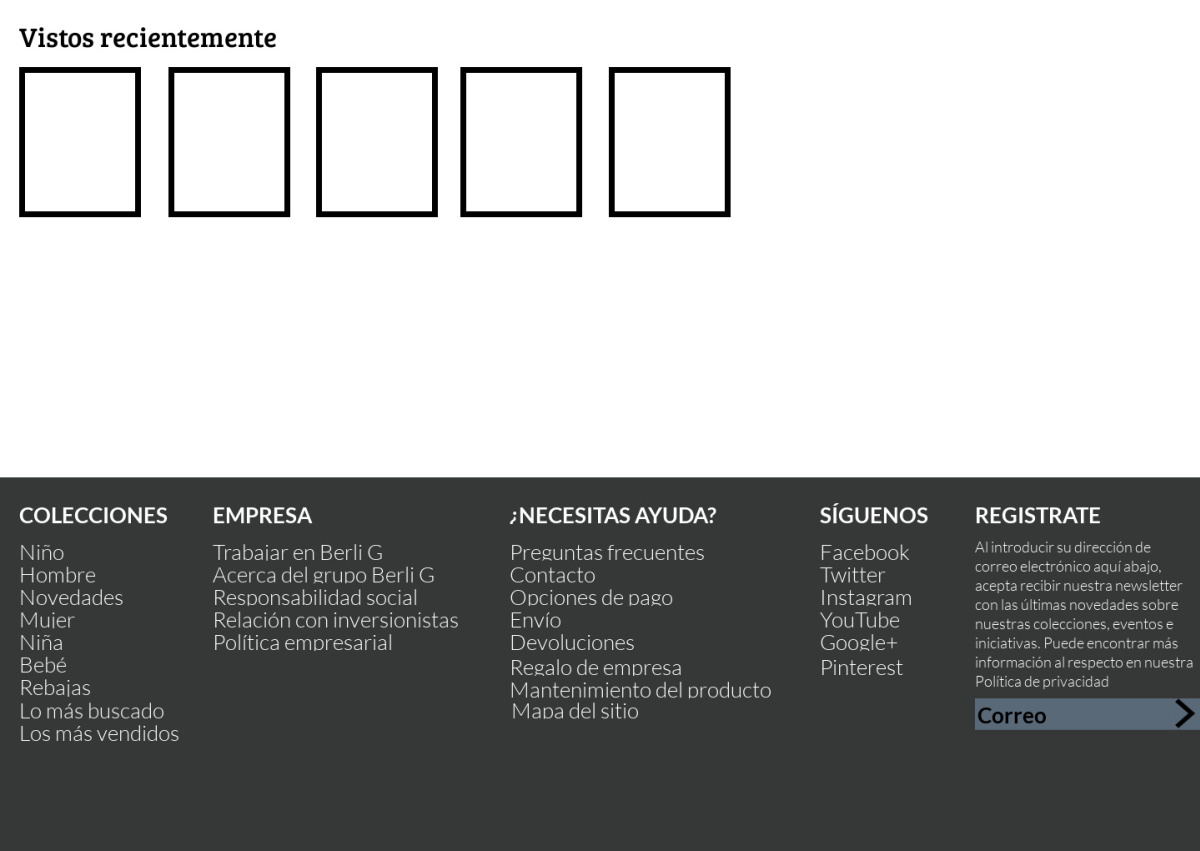 Vistos recientemente
COLECCIONES
Niño
Hombre
Novedades
Mujer
Niña
Bebé
Rebajas
Lo más buscado
Los más vendidos
EMPRESA
Trabajar en Berli G
Acerca del grupo Berli G
Responsabilidad social
Relación con inversionistas
Política empresarial
¿NECESITAS AYUDA?
Preguntas frecuentes
Contacto
Opciones de pago
Envío
Devoluciones
Regalo de empresa
Mantenimiento del producto
Mapa del sitio
SÍGUENOS
Facebook
Twitter
Instagram
YouTube
Google+
Pinterest
REGISTRATE
Al introducir su dirección de
correo electrónico aquí abajo,
acepta recibir nuestra newsletter
con las últimas novedades sobre
nuestras colecciones, eventos e
iniciativas. Puede encontrar más
información al respecto en nuestra
Política de privacidad
Correo